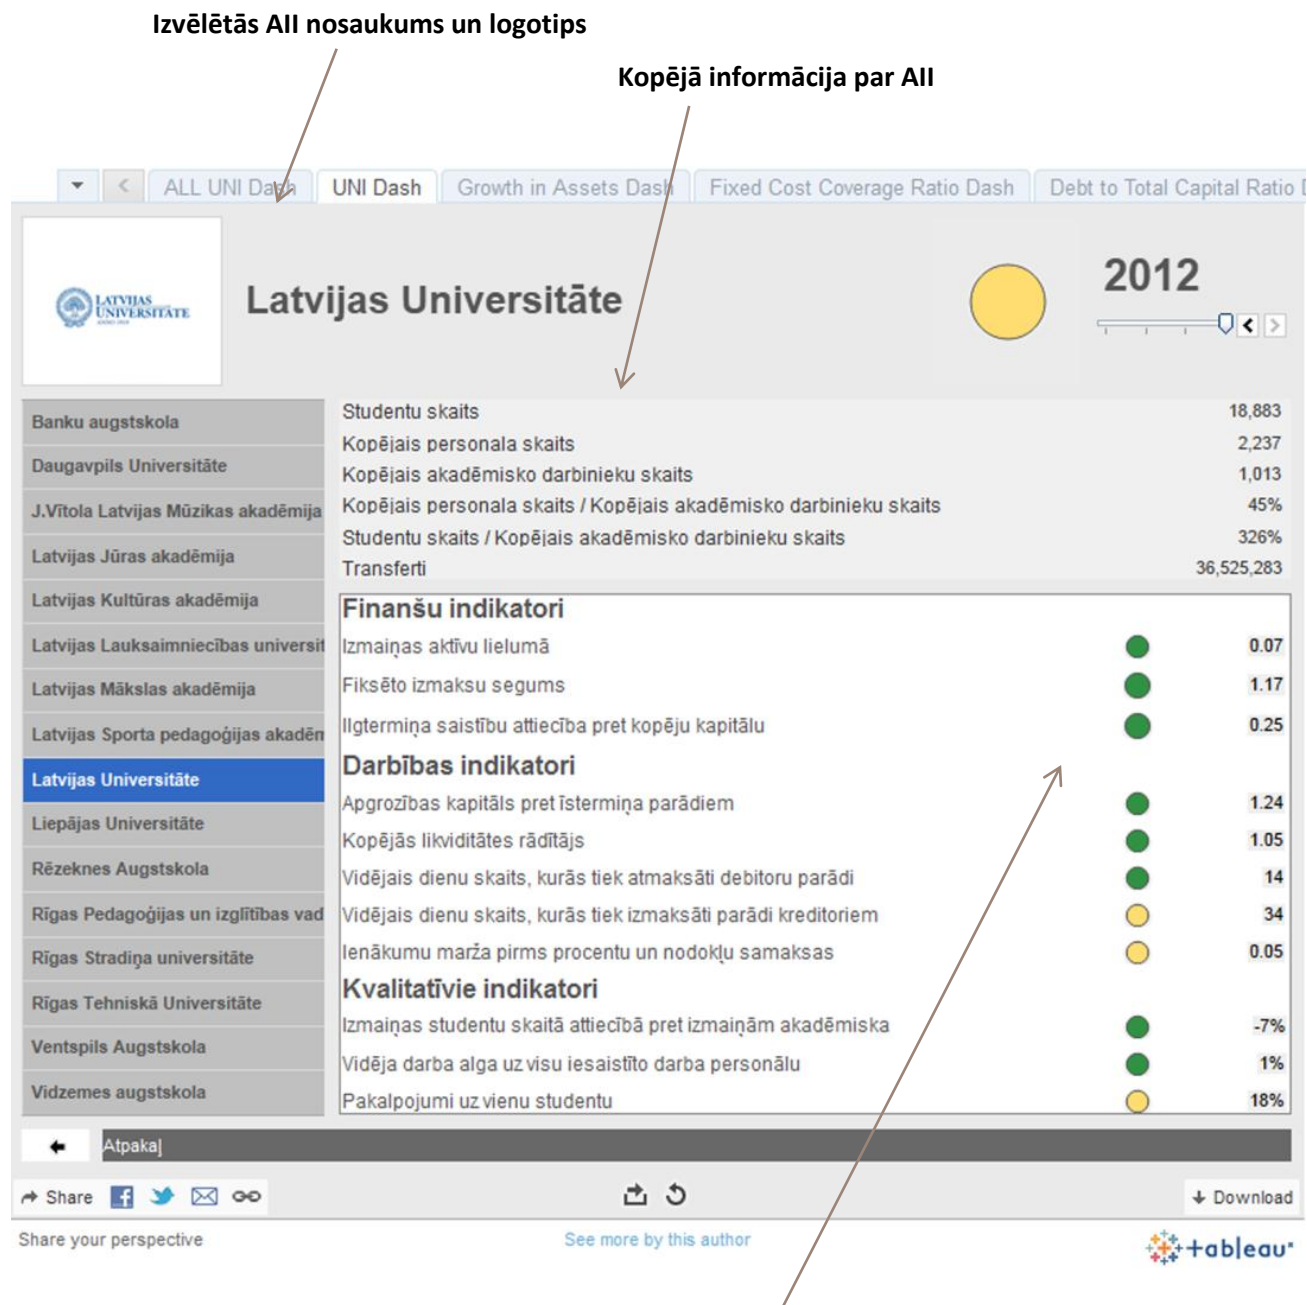 Izvēlētās AII nosaukums un logotips
Kopējā informācija par AII
ALL UNI Dash
UNI Dash
Growth in Assets Dash
Fixed Cost Coverage Ratio Dash
Debt to Total Capital Ratio D
LATVIJAS
UNIVERSITĀTE
Latvijas Universitāte
2012
Banku augstskola
Daugavpils Universitāte
J.Vītola Latvijas Mūzikas akadēmija
Latvijas Jūras akadēmija
Latvijas Kultūras akadēmija
Latvijas Lauksaimniecības universit
Latvijas Mākslas akadēmija
Latvijas Sporta pedagoģijas akadēm
Latvijas Universitāte
Liepājas Universitāte
Rēzeknes Augstskola
Rīgas Pedagoģijas un izglītības vad
Rīgas Stradiņa universitāte
Rīgas Tehniskā Universitāte
Ventspils Augstskola
Vidzemes augstskola
Studentu skaits 18,883
Kopējais personala skaits 2,237
Kopējais akadēmisko darbinieku skaits 1,013
Kopējais personala skaits / Kopējais akadēmisko darbinieku skaits 45%
Studentu skaits / Kopējais akadēmisko darbinieku skaits 326%
Transferti 36,525,283
Finanšu indikatori
Izmaiņas aktīvu lielumā 0.07
Fiksēto izmaksu segums 1.17
Ilgtermiņa saistību attiecība pret kopēju kapitālu 0.25
Darbības indikatori
Apgrozības kapitāls pret īstermiņa parādiem 1.24
Kopējās likviditātes rādītājs 1.05
Vidējais dienu skaits, kurās tiek atmaksāti debitoru parādi 14
Vidējais dienu skaits, kurās tiek izmaksāti parādi kreditoriem 34
Ienākumu marža pirms procentu un nodokļu samaksas 0.05
Kvalitatīvie indikatori
Izmaiņas studentu skaitā attiecībā pret izmaiņām akadēmiska -7%
Vidēja darba alga uz visu iesaistīto darba personālu 1%
Pakalpojumi uz vienu studentu 18%
Atpakaļ
Share
Download
Share your perspective
See more by this author
+ableau